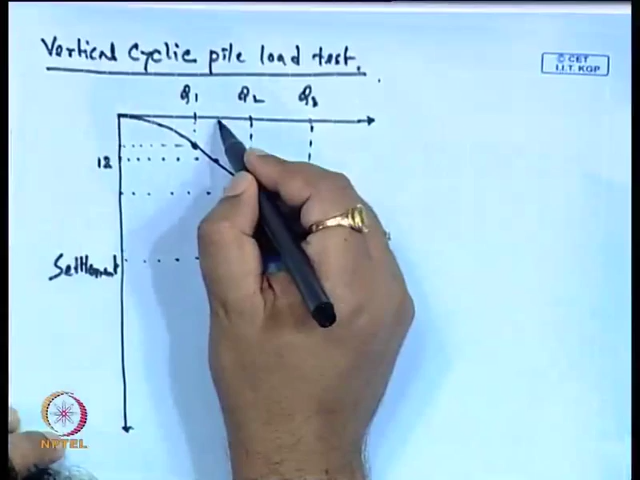 Vertical Cyclic pile load test.
© CET
I.I.T. KGP
Q1 Q2 Q3
12
Settlement
NPTEL